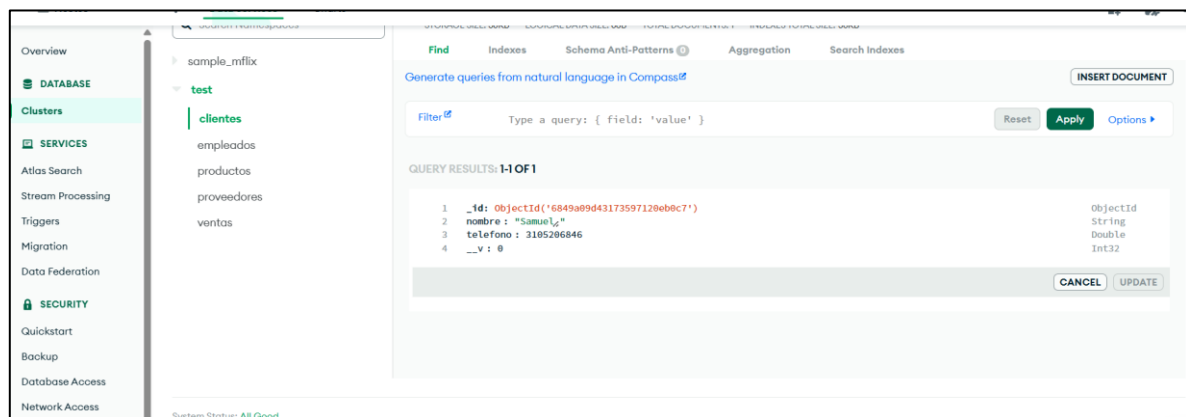 Overview
DATABASE
Clusters
SERVICES
Atlas Search
Stream Processing
Triggers
Migration
Data Federation
SECURITY
Quickstart
Backup
Database Access
Network Access
Search Namespaces
sample_mflix
test
clientes
empleados
productos
proveedores
ventas
Find Indexes Schema Anti-Patterns 0 Aggregation Search Indexes
Generate queries from natural language in Compass
INSERT DOCUMENT
Filter Type a query: { field: 'value' } Reset Apply Options
QUERY RESULTS: 1-1 OF 1
1 _id: ObjectId('6849a09d43173597120eb0c7') ObjectId
2 nombre : "Samuel" String
3 telefono : 3105206846 Double
4 __v : 0 Int32
CANCEL UPDATE
System Status: All Good